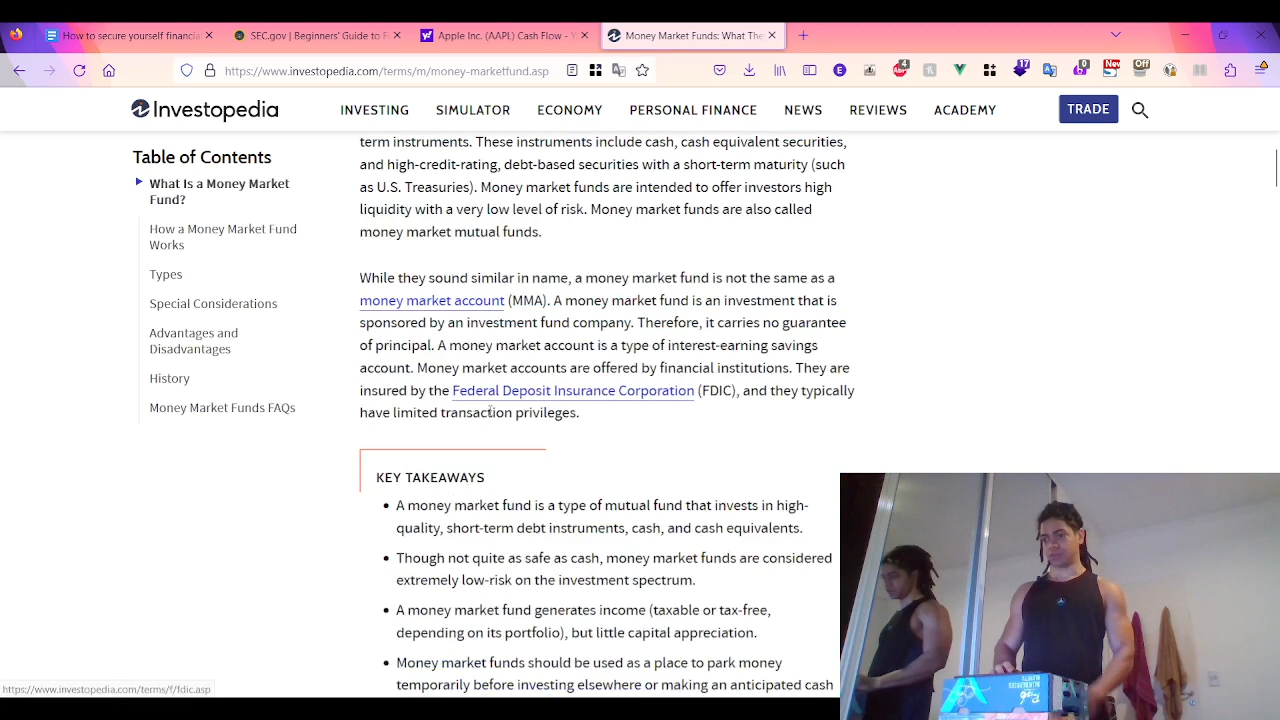 How to secure yourself financia
SEC.gov | Beginners' Guide to Fi
Apple Inc. (AAPL) Cash Flow - Y
Money Market Funds: What The
https://www.investopedia.com/terms/m/money-marketfund.asp
4
17
0
New
Off
Investopedia
INVESTING
SIMULATOR
ECONOMY
PERSONAL FINANCE
NEWS
REVIEWS
ACADEMY
TRADE
Table of Contents
What Is a Money Market
Fund?
How a Money Market Fund
Works
Types
Special Considerations
Advantages and
Disadvantages
History
Money Market Funds FAQs
term instruments. These instruments include cash, cash equivalent securities,
and high-credit-rating, debt-based securities with a short-term maturity (such
as U.S. Treasuries). Money market funds are intended to offer investors high
liquidity with a very low level of risk. Money market funds are also called
money market mutual funds.
While they sound similar in name, a money market fund is not the same as a
money market account (MMA). A money market fund is an investment that is
sponsored by an investment fund company. Therefore, it carries no guarantee
of principal. A money market account is a type of interest-earning savings
account. Money market accounts are offered by financial institutions. They are
insured by the Federal Deposit Insurance Corporation (FDIC), and they typically
have limited transaction privileges.
KEY TAKEAWAYS
• A money market fund is a type of mutual fund that invests in high-
quality, short-term debt instruments, cash, and cash equivalents.
• Though not quite as safe as cash, money market funds are considered
extremely low-risk on the investment spectrum.
• A money market fund generates income (taxable or tax-free,
depending on its portfolio), but little capital appreciation.
• Money market funds should be used as a place to park money
temporarily before investing elsewhere or making an anticipated cash
https://www.investopedia.com/terms/f/fdic.asp